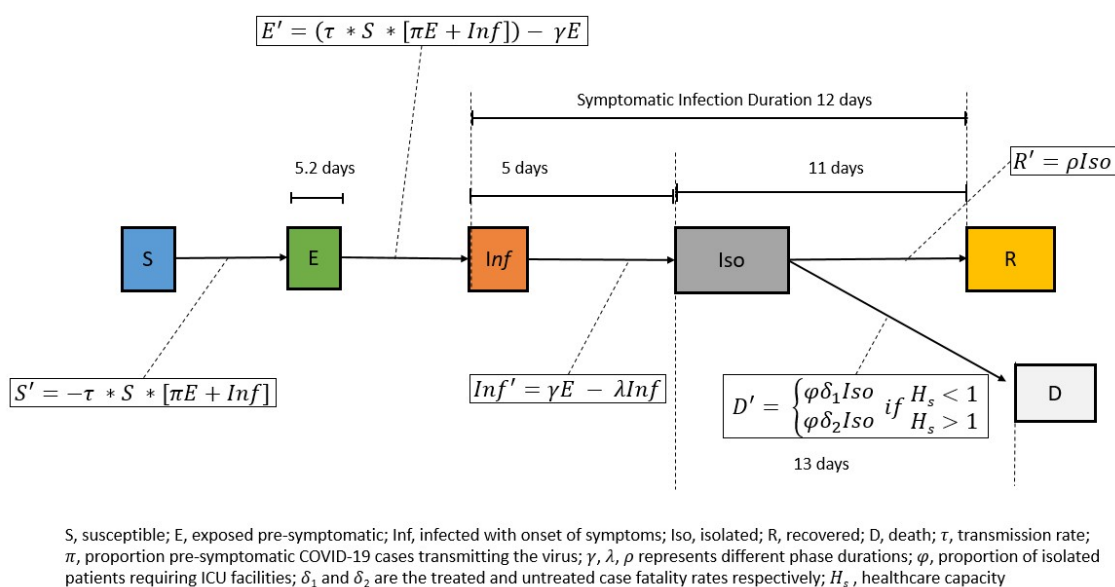 E′ = (τ * S * [πE + Inf]) − γE
Symptomatic Infection Duration 12 days
5.2 days
5 days
11 days
R′ = ρIso
S
E
Inf
Iso
R
S′ = −τ * S * [πE + Inf]
Inf′ = γE − λInf
D′ = { φδ₁Iso if H_s < 1
φδ₂Iso H_s > 1
D
13 days
S, susceptible; E, exposed pre-symptomatic; Inf, infected with onset of symptoms; Iso, isolated; R, recovered; D, death; τ, transmission rate;
π, proportion pre-symptomatic COVID-19 cases transmitting the virus; γ, λ, ρ represents different phase durations; φ, proportion of isolated
patients requiring ICU facilities; δ₁ and δ₂ are the treated and untreated case fatality rates respectively; H_s , healthcare capacity